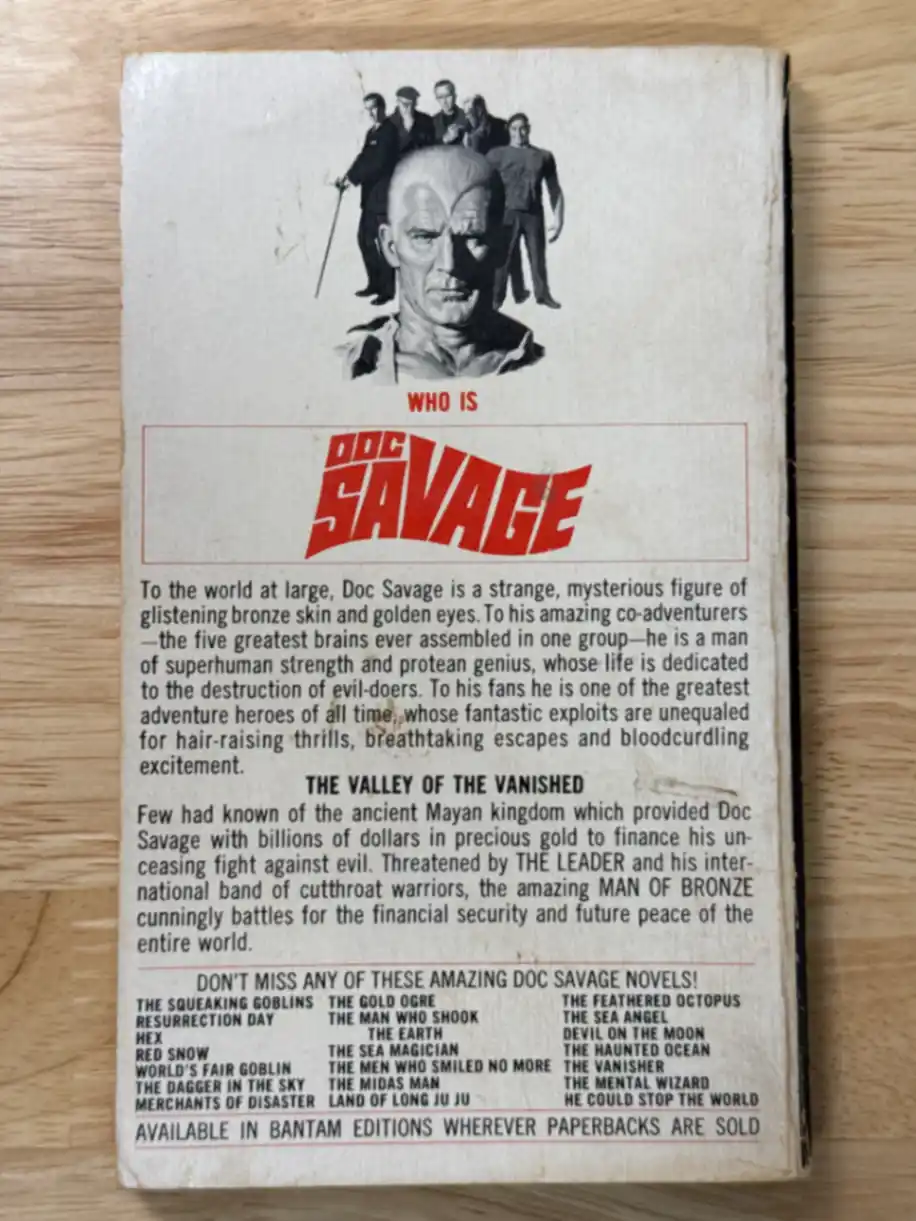 WHO IS
DOC
SAVAGE
To the world at large, Doc Savage is a strange, mysterious figure of
glistening bronze skin and golden eyes. To his amazing co-adventurers
—the five greatest brains ever assembled in one group—he is a man
of superhuman strength and protean genius, whose life is dedicated
to the destruction of evil-doers. To his fans he is one of the greatest
adventure heroes of all time, whose fantastic exploits are unequaled
for hair-raising thrills, breathtaking escapes and bloodcurdling
excitement.
THE VALLEY OF THE VANISHED
Few had known of the ancient Mayan kingdom which provided Doc
Savage with billions of dollars in precious gold to finance his un-
ceasing fight against evil. Threatened by THE LEADER and his inter-
national band of cutthroat warriors, the amazing MAN OF BRONZE
cunningly battles for the financial security and future peace of the
entire world.
DON'T MISS ANY OF THESE AMAZING DOC SAVAGE NOVELS!
THE SQUEAKING GOBLINS
RESURRECTION DAY
HEX
RED SNOW
WORLD'S FAIR GOBLIN
THE DAGGER IN THE SKY
MERCHANTS OF DISASTER
THE GOLD OGRE
THE MAN WHO SHOOK
THE EARTH
THE SEA MAGICIAN
THE MEN WHO SMILED NO MORE
THE MIDAS MAN
LAND OF LONG JU JU
THE FEATHERED OCTOPUS
THE SEA ANGEL
DEVIL ON THE MOON
THE HAUNTED OCEAN
THE VANISHER
THE MENTAL WIZARD
HE COULD STOP THE WORLD
AVAILABLE IN BANTAM EDITIONS WHEREVER PAPERBACKS ARE SOLD